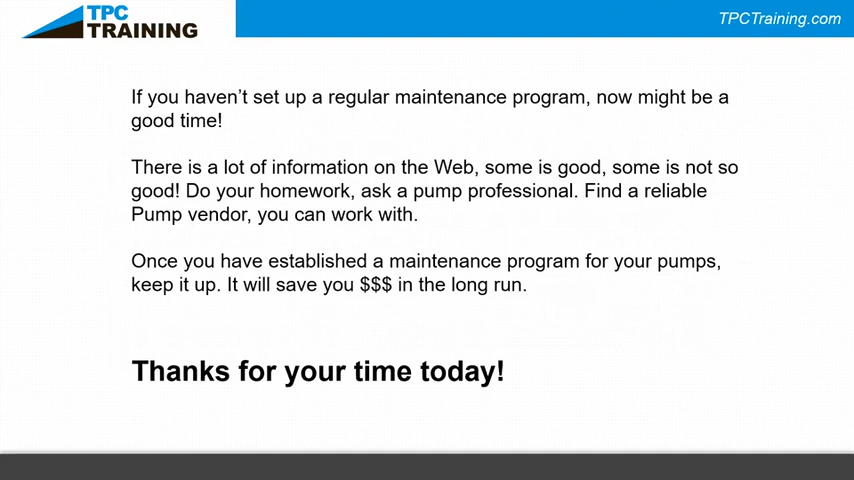 TPC
TRAINING
TPCTraining.com
If you haven't set up a regular maintenance program, now might be a
good time!
There is a lot of information on the Web, some is good, some is not so
good! Do your homework, ask a pump professional. Find a reliable
Pump vendor, you can work with.
Once you have established a maintenance program for your pumps,
keep it up. It will save you $$$ in the long run.
Thanks for your time today!